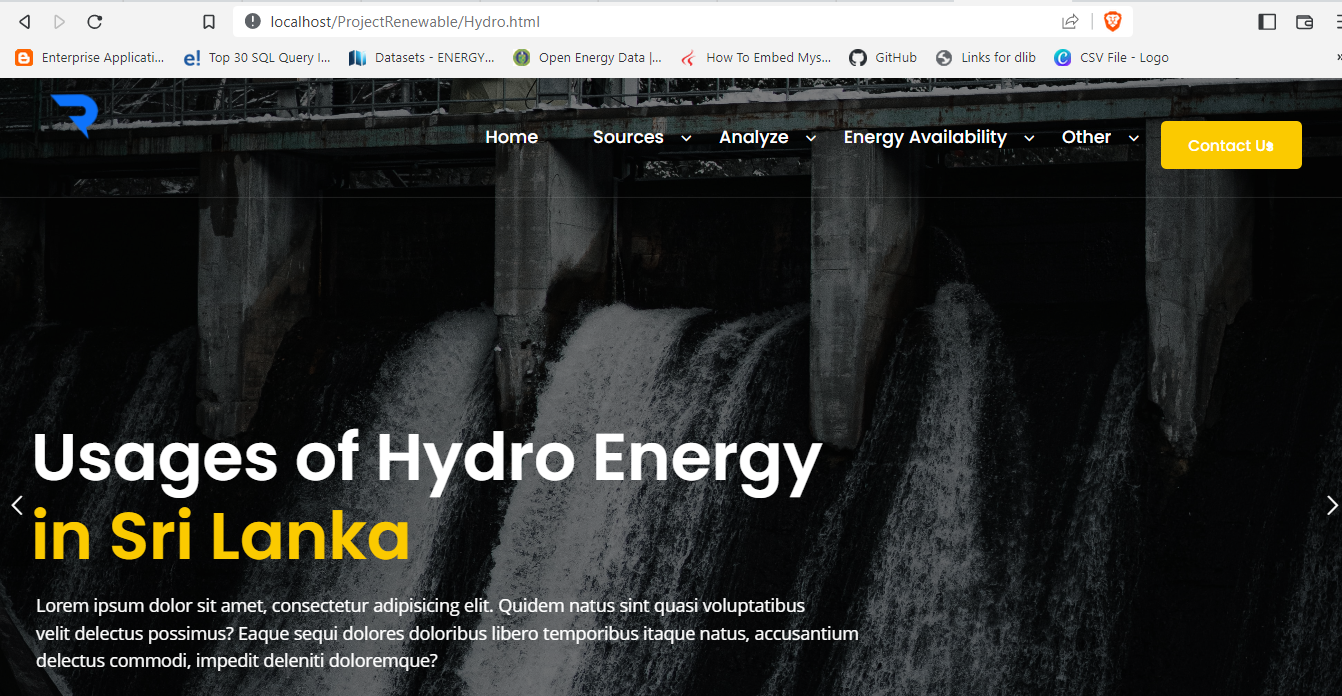 localhost/ProjectRenewable/Hydro.html
Enterprise Applicati... e! Top 30 SQL Query I... Datasets - ENERGY... Open Energy Data |... How To Embed Mys... GitHub Links for dlib C CSV File - Logo »
Home Sources Analyze Energy Availability Other Contact Us
Usages of Hydro Energy
in Sri Lanka
Lorem ipsum dolor sit amet, consectetur adipisicing elit. Quidem natus sint quasi voluptatibus
velit delectus possimus? Eaque sequi dolores doloribus libero temporibus itaque natus, accusantium
delectus commodi, impedit deleniti doloremque?